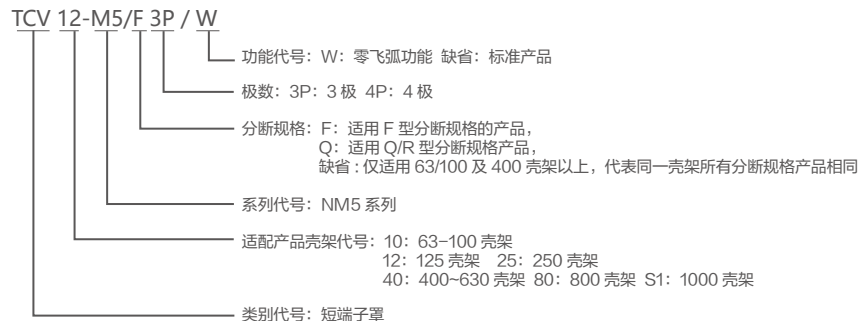 TCV 12-M5/F 3P / W
功能代号：W：零飞弧功能 缺省：标准产品
极数：3P：3 极 4P：4 极
分断规格：F：适用 F 型分断规格的产品，
Q：适用 Q/R 型分断规格产品，
缺省：仅适用 63/100 及 400 壳架以上，代表同一壳架所有分断规格产品相同
系列代号：NM5 系列
适配产品壳架代号：10：63-100 壳架
12：125 壳架 25：250 壳架
40：400~630 壳架 80：800 壳架 S1：1000 壳架
类别代号：短端子罩